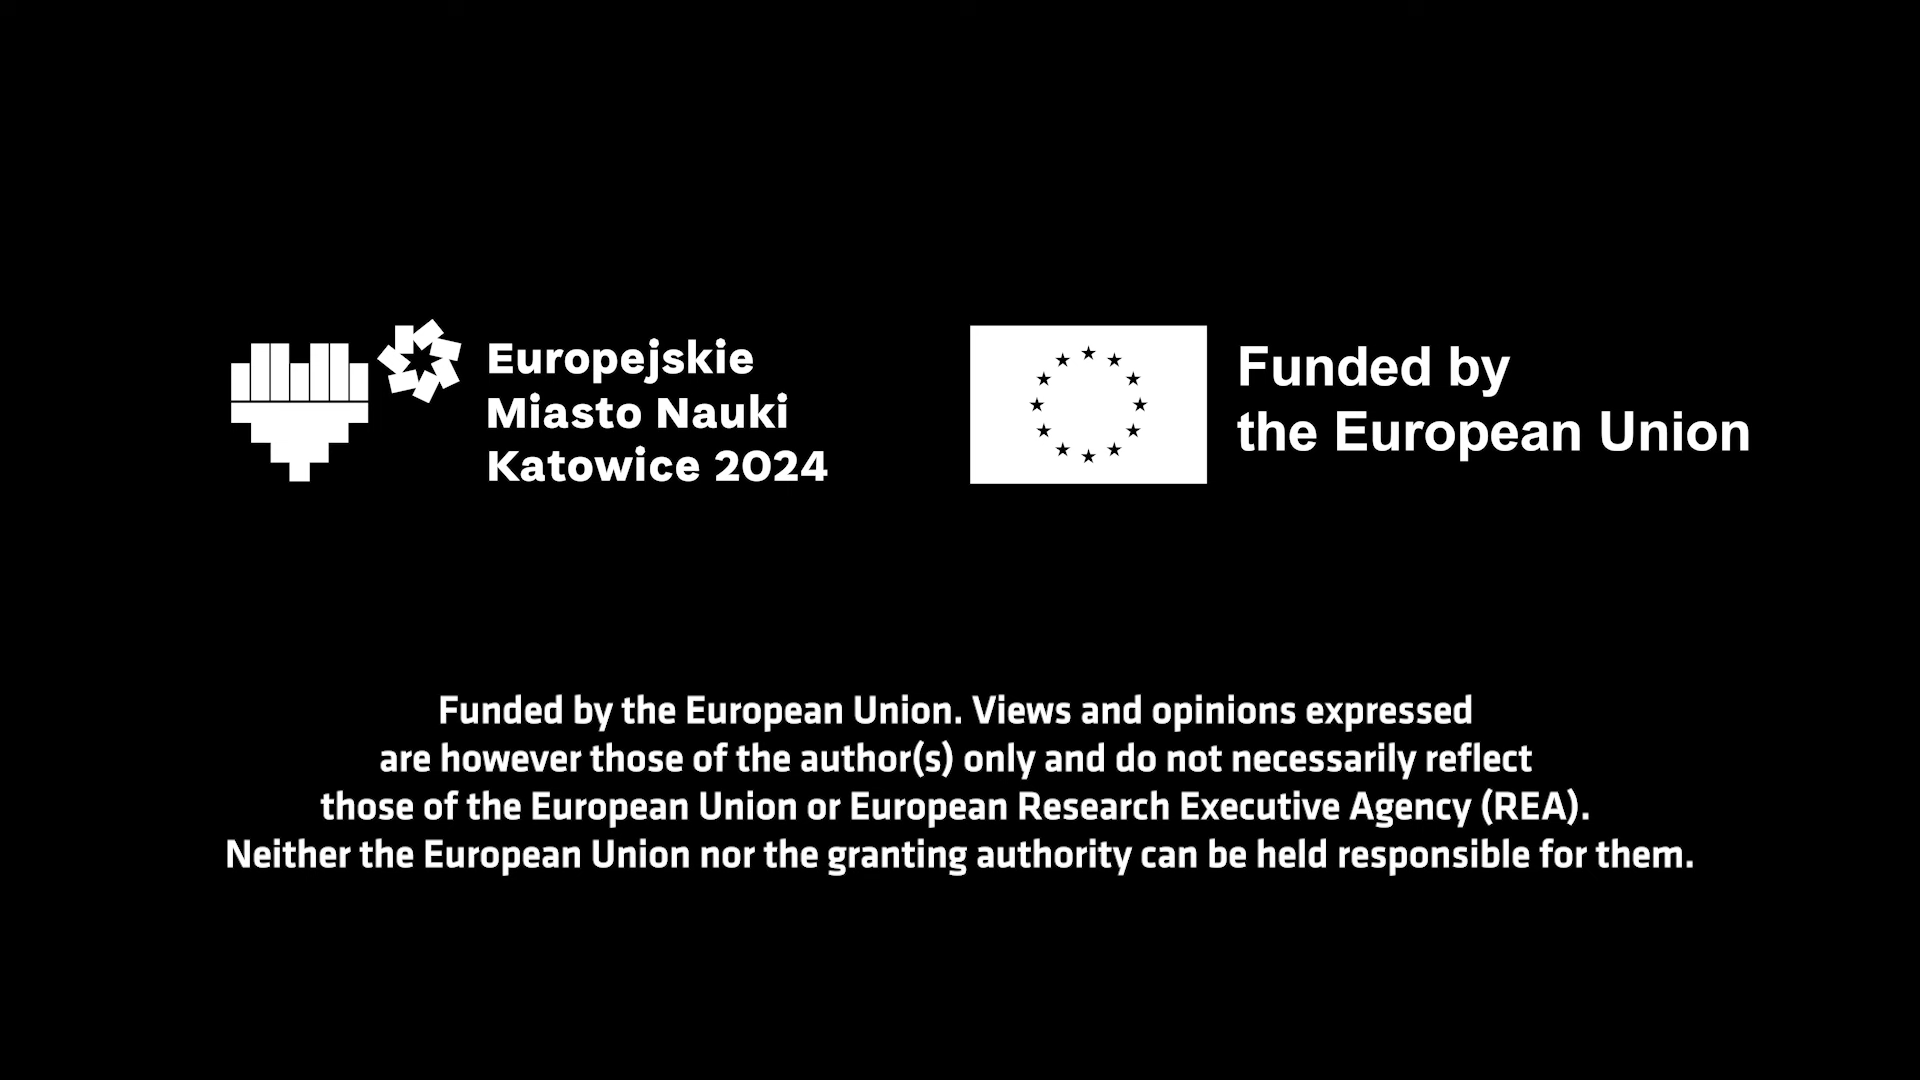 Europejskie
Miasto Nauki
Katowice 2024
Funded by
the European Union
Funded by the European Union. Views and opinions expressed
are however those of the author(s) only and do not necessarily reflect
those of the European Union or European Research Executive Agency (REA).
Neither the European Union nor the granting authority can be held responsible for them.